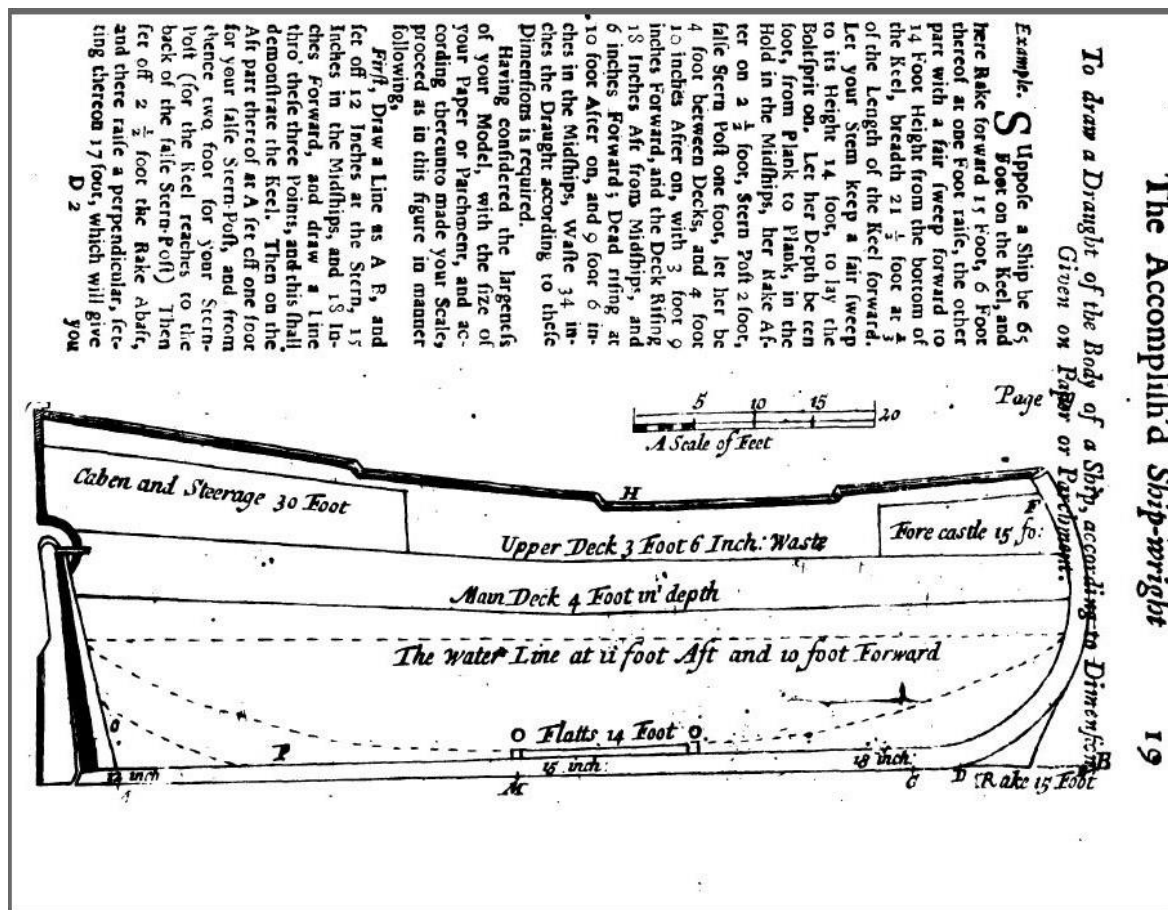 The Accompliſh'd Ship-wright 19
To draw a Draught of the Body of a Ship, according to Dimenſions
Given on Paper or Parchment.
Example. SUppoſe a Ship be 65
Foot on the Keel, and
here Rake forward 15 Foot, 6 Foot
thereof at one Foot raiſe, the other
part with a fair ſweep forward to
14 Foot Height from the bottom of
the Keel, breadth 21 ½ foot at ⅔
of the Length of the Keel forward.
Let your Stem keep a fair ſweep
to its Height 14 foot, to lay the
Bolſprit on. Let her Depth be ten
foot, from Plank to Plank, in the
Hold in the Midſhips, her Rake Af-
ter on 2 ½ foot, Stern Poſt 2 foot,
falſe Stern Poſt one foot, let her be
4 foot between Decks, and 4 foot
10 inches After on, with 3 foot 9
inches Forward, and the Deck Riſing
18 Inches Aft from Midſhips, and
6 inches Forward; Dead riſing at
10 foot After on, and 9 foot 6 in-
ches in the Midſhips, Waſte 34 in-
ches the Draught according to theſe
Dimenſions is required.
Having conſidered the largeneſs
of your Model, with the ſize of
your Paper or Parchment, and ac-
cording thereunto made your Scale,
proceed as in this figure in manner
following,
Firſt, Draw a Line as A B, and
ſet off 12 Inches at the Stern, 15
Inches in the Midſhips, and 18 In-
ches Forward, and draw a Line
thro' theſe three Points, and this ſhall
demonſtrate the Keel. Then on the
Aft part thereof at A ſet off one foot
for your falſe Stern-Poſt, and from
thence two foot for your Stern-
Poſt (for the Keel reaches to the
back of the falſe Stern-Poſt) Then
ſet off 2 ½ foot the Rake Abaft,
and there raiſe a perpendicular, ſet-
ting thereon 17 foot, which will give
D 2 you
Page
5 10 15 20
A Scale of Feet
H
F
Caben and Steerage 30 Foot
Upper Deck 3 Foot 6 Inch: Waste
Fore castle 15 fo:
Main Deck 4 Foot in depth
The water Line at 11 foot Aft and 10 foot Forward
O Flatts 14 Foot O
P
12 inch 15 inch: 18 inch
A M C D B
Rake 15 Foot